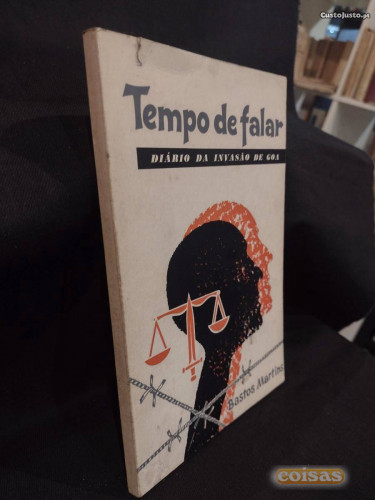 CustoJusto.pt
Tempo de falar
DIÁRIO DA INVASÃO DE GOA
Bastos Martins
coisas